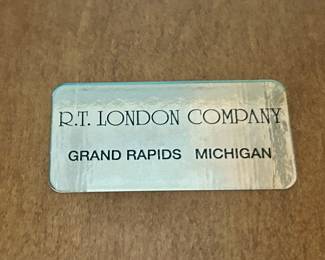 R.T. LONDON COMPANY
GRAND RAPIDS MICHIGAN